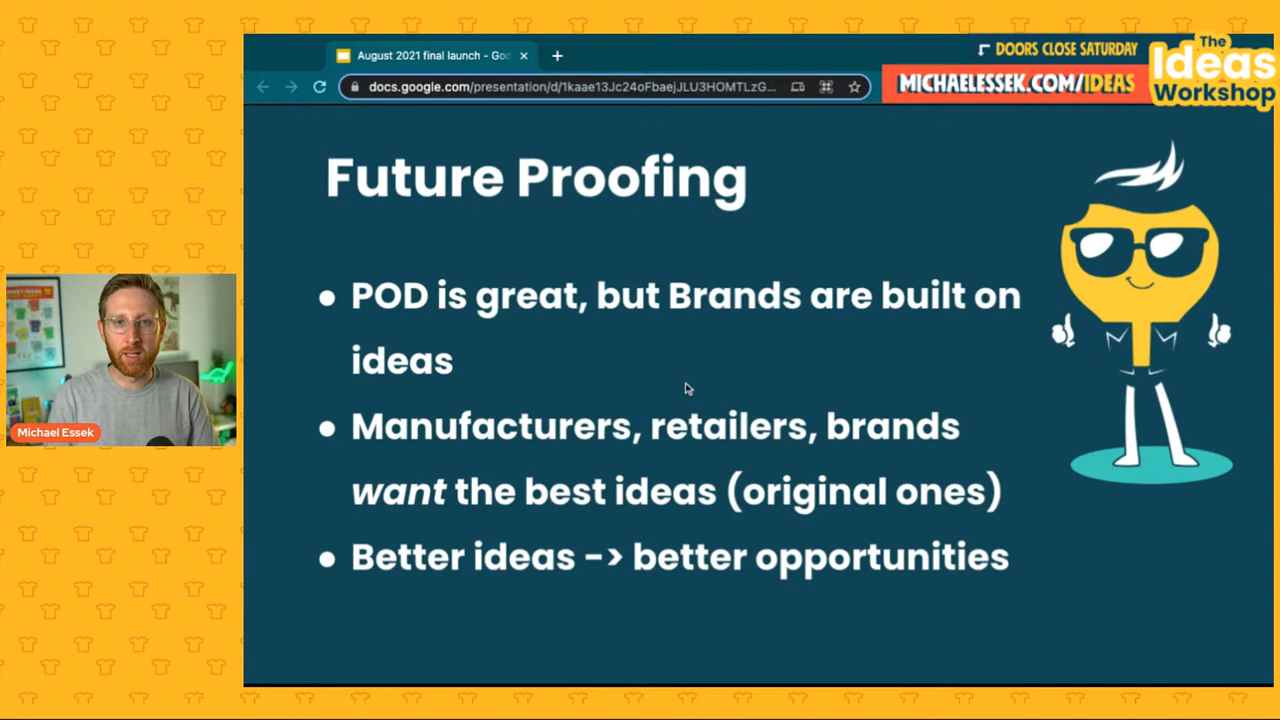 August 2021 final launch - Goo
docs.google.com/presentation/d/1kaae13Jc24oFbaejJLU3HOMTLzG...
DOORS CLOSE SATURDAY
MICHAELESSEK.COM/IDEAS
The
Ideas
Workshop
Future Proofing
● POD is great, but Brands are built on
ideas
● Manufacturers, retailers, brands
want the best ideas (original ones)
● Better ideas -> better opportunities
Michael Essek